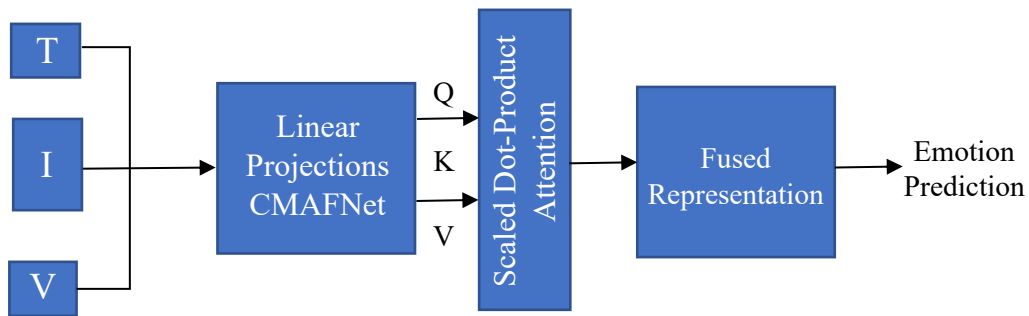 T
I
V
Linear
Projections
CMAFNet
Q
K
V
Scaled Dot-Product
Attention
Fused
Representation
Emotion
Prediction